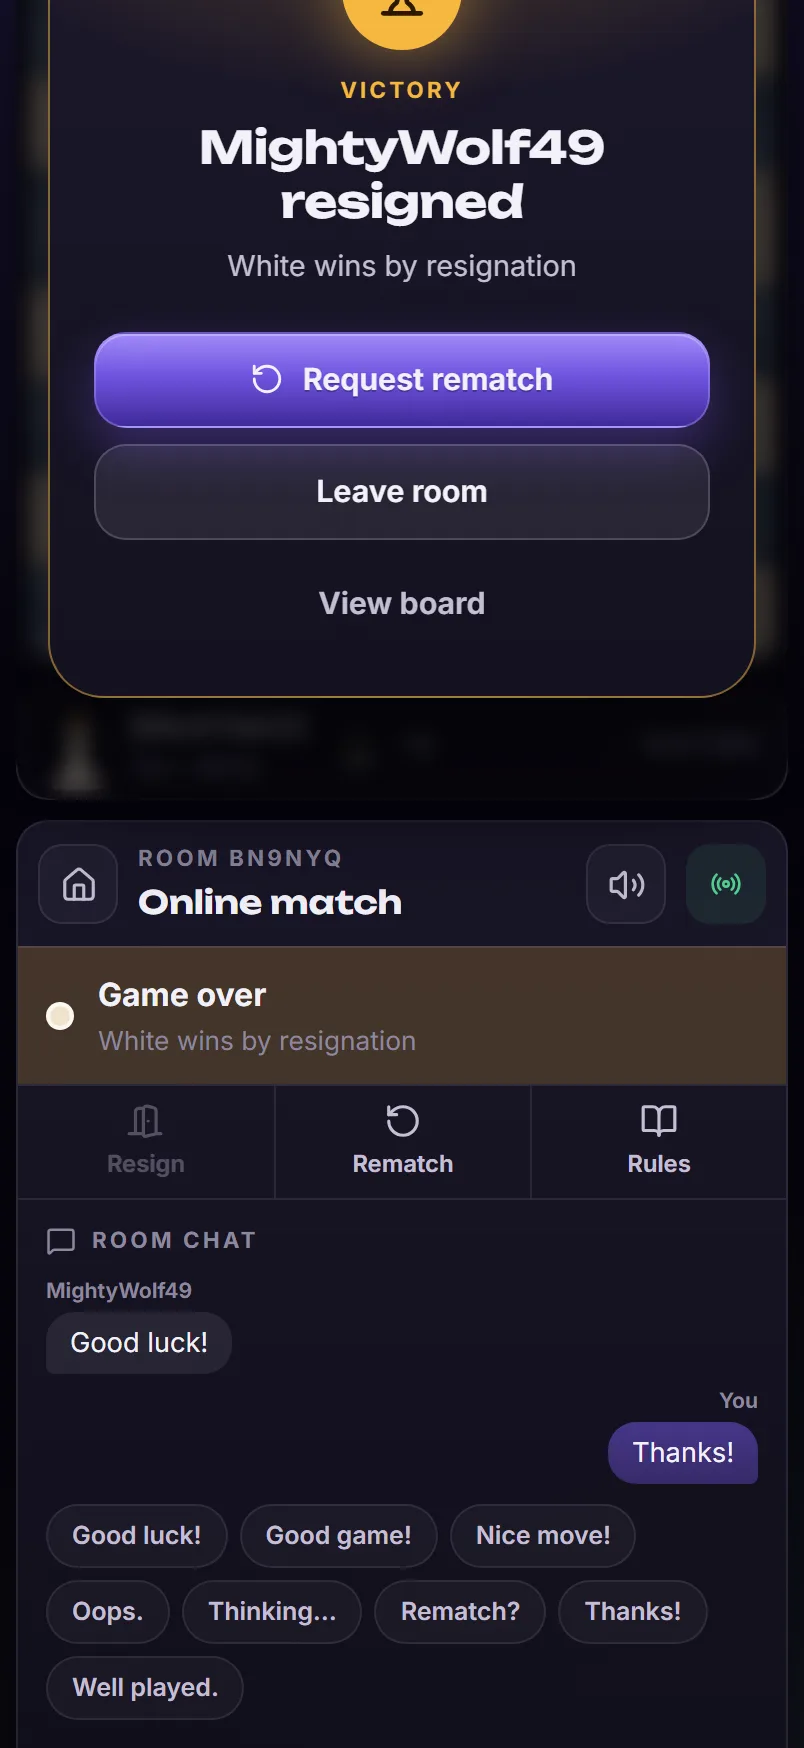 VICTORY
MightyWolf49
resigned
White wins by resignation
Request rematch
Leave room
View board
ROOM BN9NYQ
Online match
Game over
White wins by resignation
Resign
Rematch
Rules
ROOM CHAT
MightyWolf49
Good luck!
You
Thanks!
Good luck! Good game! Nice move!
Oops. Thinking... Rematch? Thanks!
Well played.